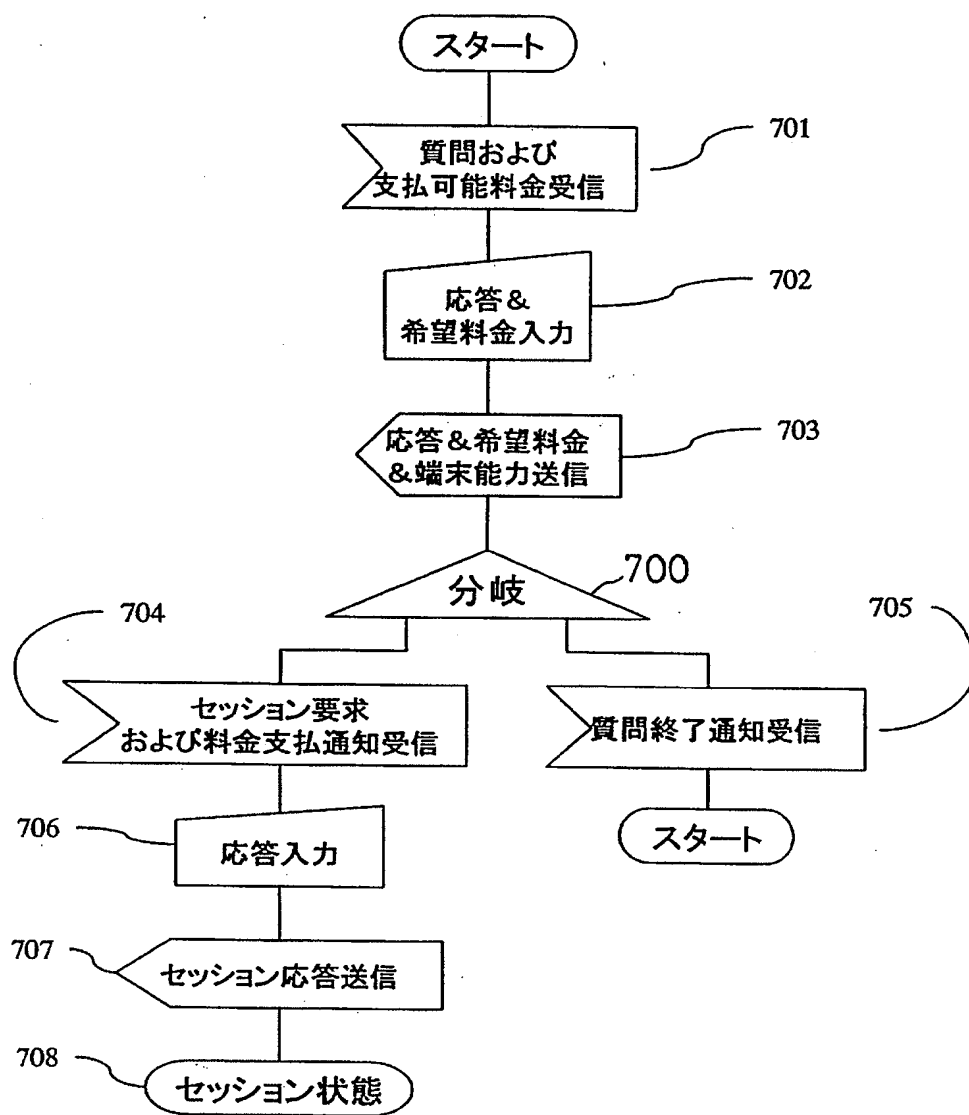 スタート
質問および
支払可能料金受信
701
応答&
希望料金入力
702
応答&希望料金
&端末能力送信
703
分岐
700
704
705
セッション要求
および料金支払通知受信
質問終了通知受信
706
応答入力
スタート
707
セッション応答送信
708
セッション状態